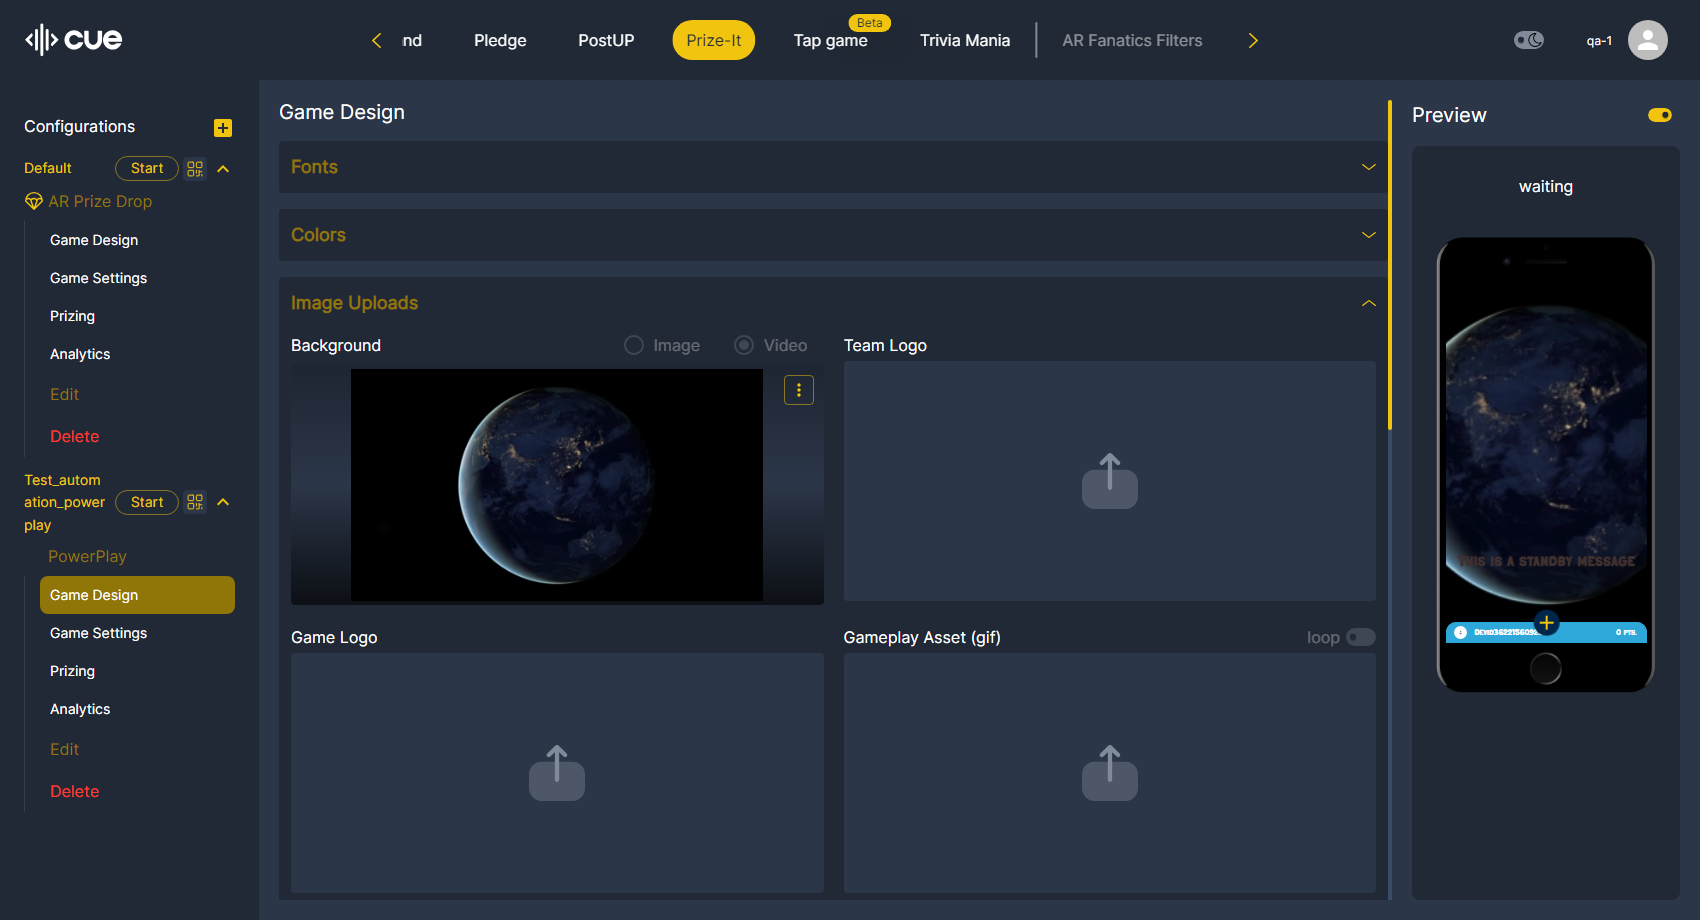 cue
nd
Pledge
PostUP
Prize-It
Beta
Tap game
Trivia Mania
AR Fanatics Filters
qa-1
Configurations
Default
Start
AR Prize Drop
Game Design
Game Settings
Prizing
Analytics
Edit
Delete
Test_autom
ation_power
play
Start
PowerPlay
Game Design
Game Settings
Prizing
Analytics
Edit
Delete
Game Design
Fonts
Colors
Image Uploads
Background
Image
Video
Team Logo
Game Logo
Gameplay Asset (gif)
loop
Preview
waiting
THIS IS A STANDBY MESSAGE
0 PTS.